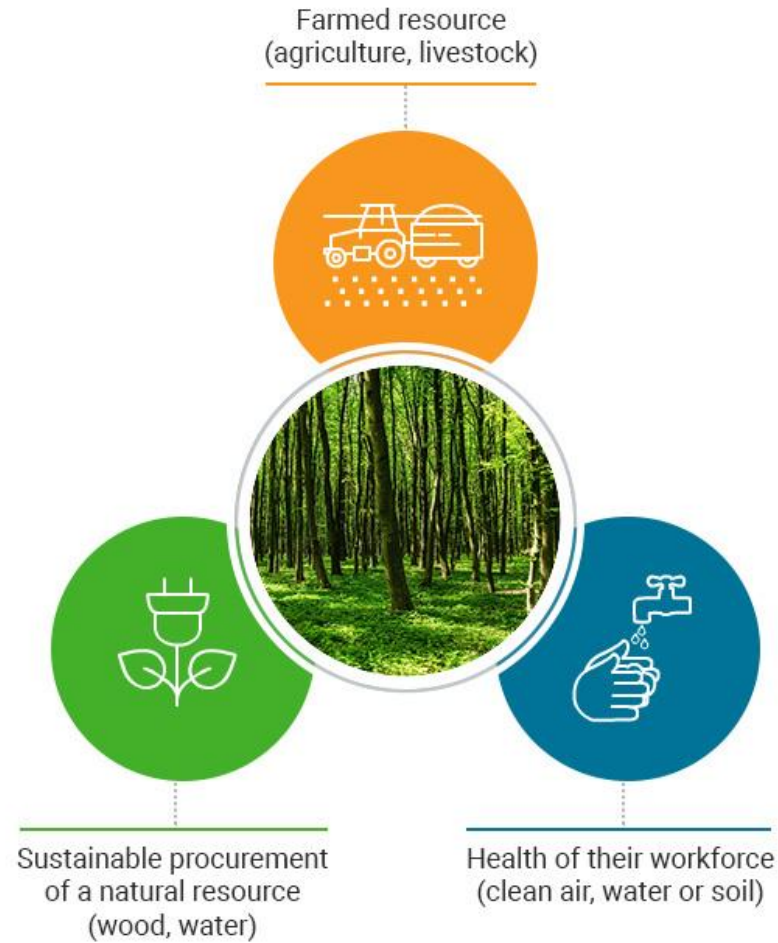 Farmed resource
(agriculture, livestock)
Sustainable procurement
of a natural resource
(wood, water)
Health of their workforce
(clean air, water or soil)